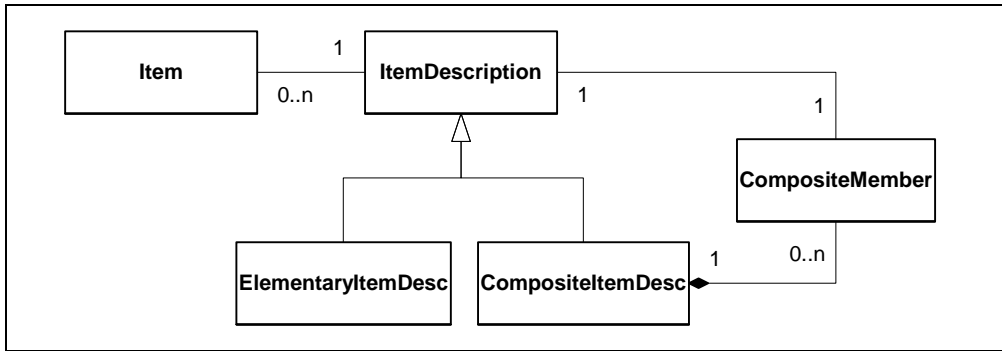 1
Item
ItemDescription
0..n
1
1
CompositeMember
1
0..n
ElementaryItemDesc
CompositeItemDesc